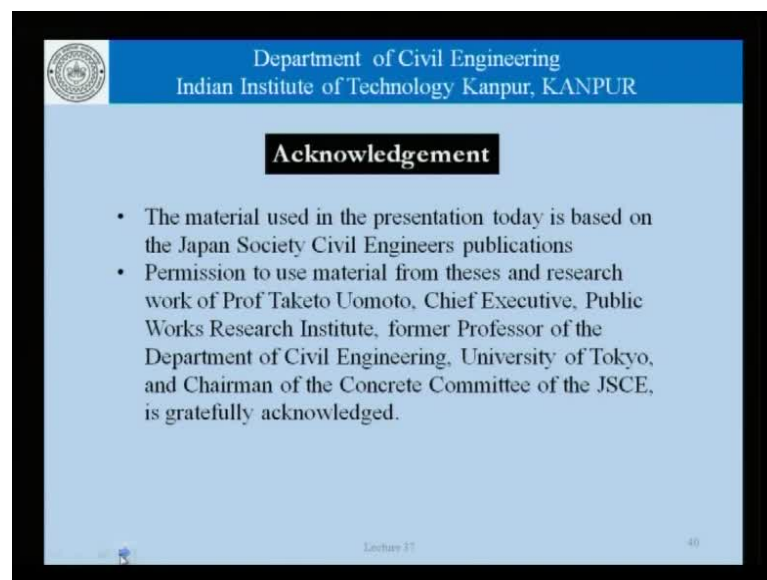 Department of Civil Engineering
Indian Institute of Technology Kanpur, KANPUR
Acknowledgement
• The material used in the presentation today is based on
the Japan Society Civil Engineers publications
• Permission to use material from theses and research
work of Prof Taketo Uomoto, Chief Executive, Public
Works Research Institute, former Professor of the
Department of Civil Engineering, University of Tokyo,
and Chairman of the Concrete Committee of the JSCE,
is gratefully acknowledged.
Lecture 37
40